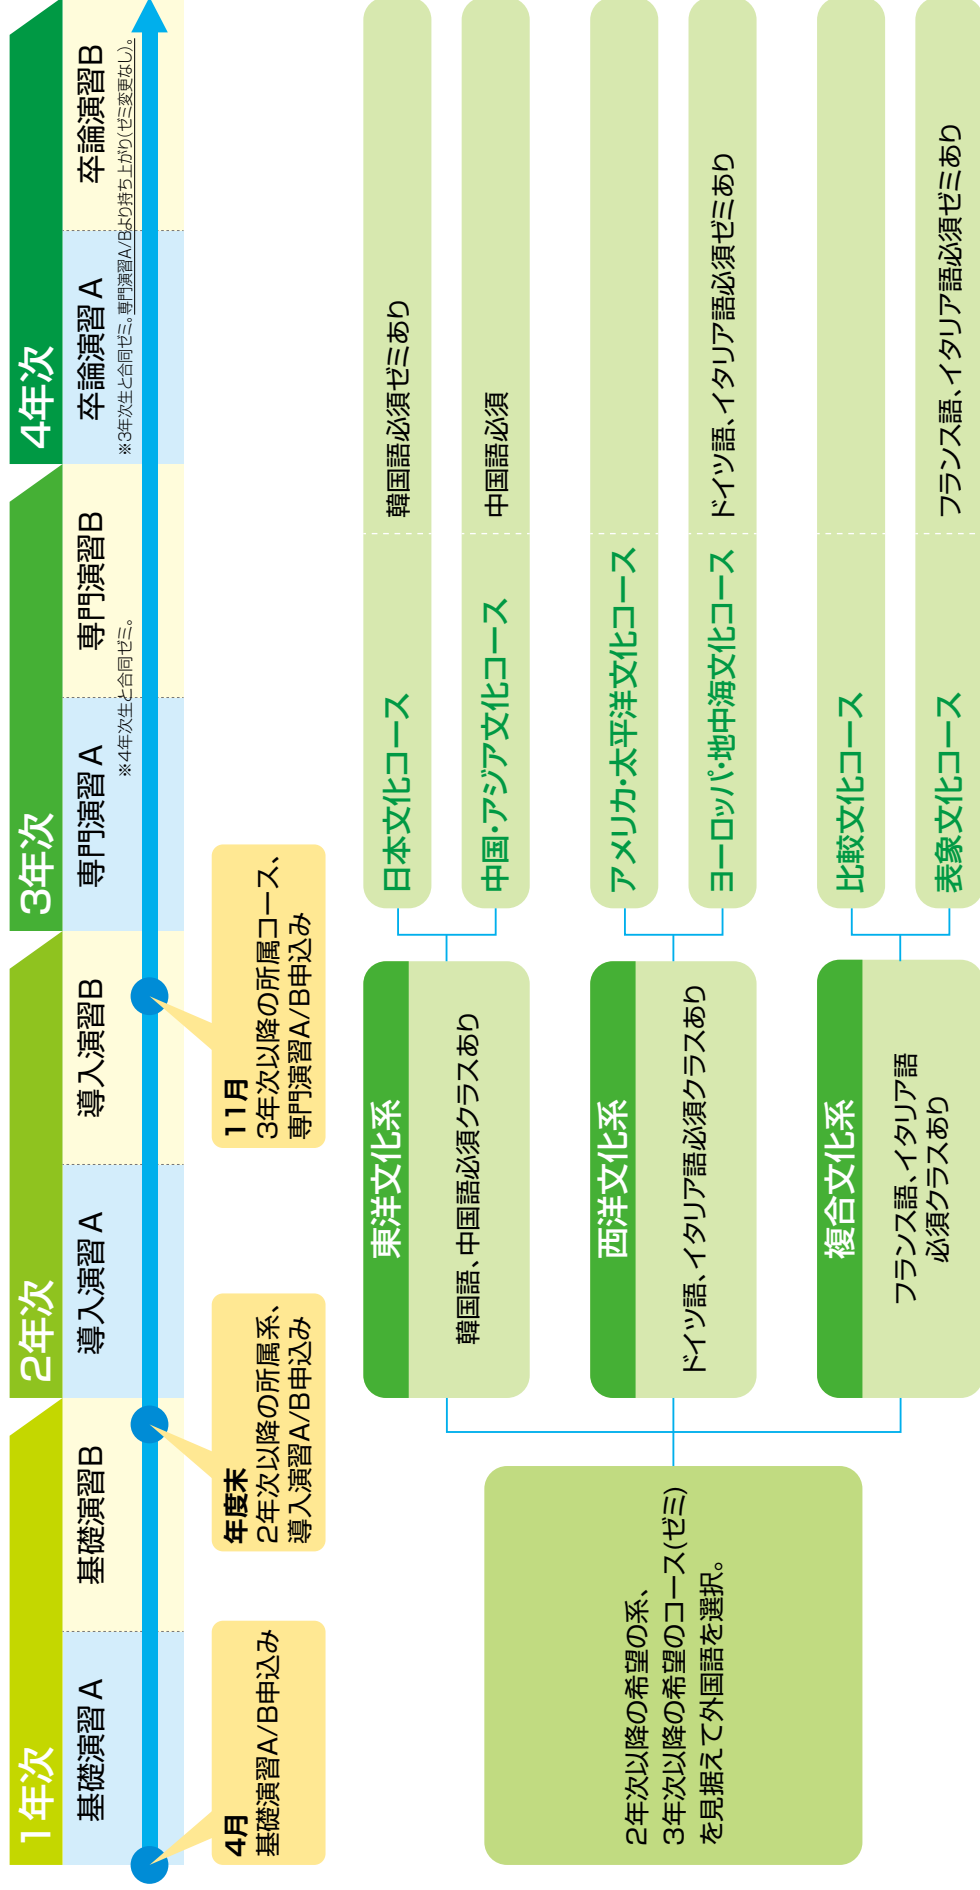 1年次
2年次
3年次
4年次
基礎演習A
基礎演習B
導入演習A
導入演習B
専門演習A
専門演習B
卒論演習A
卒論演習B
※4年次生と合同ゼミ。
※3年次生と合同ゼミ。専門演習A/Bより持ち上がり(ゼミ変更なし)。
4月
基礎演習A/B申込み
年度末
2年次以降の所属系、
導入演習A/B申込み
11月
3年次以降の所属コース、
専門演習A/B申込み
2年次以降の希望の系、
3年次以降の希望のコース(ゼミ)
を見据えて外国語を選択。
東洋文化系
韓国語、中国語必須クラスあり
日本文化コース
韓国語必須ゼミあり
中国・アジア文化コース
中国語必須
西洋文化系
ドイツ語、イタリア語必須クラスあり
アメリカ・太平洋文化コース
ヨーロッパ・地中海文化コース
ドイツ語、イタリア語必須ゼミあり
複合文化系
フランス語、イタリア語
必須クラスあり
比較文化コース
表象文化コース
フランス語、イタリア語必須ゼミあり